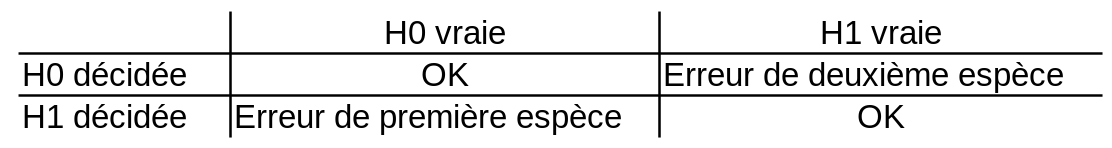 H0 vraie H1 vraie
H0 décidée OK Erreur de deuxième espèce
H1 décidée Erreur de première espèce OK